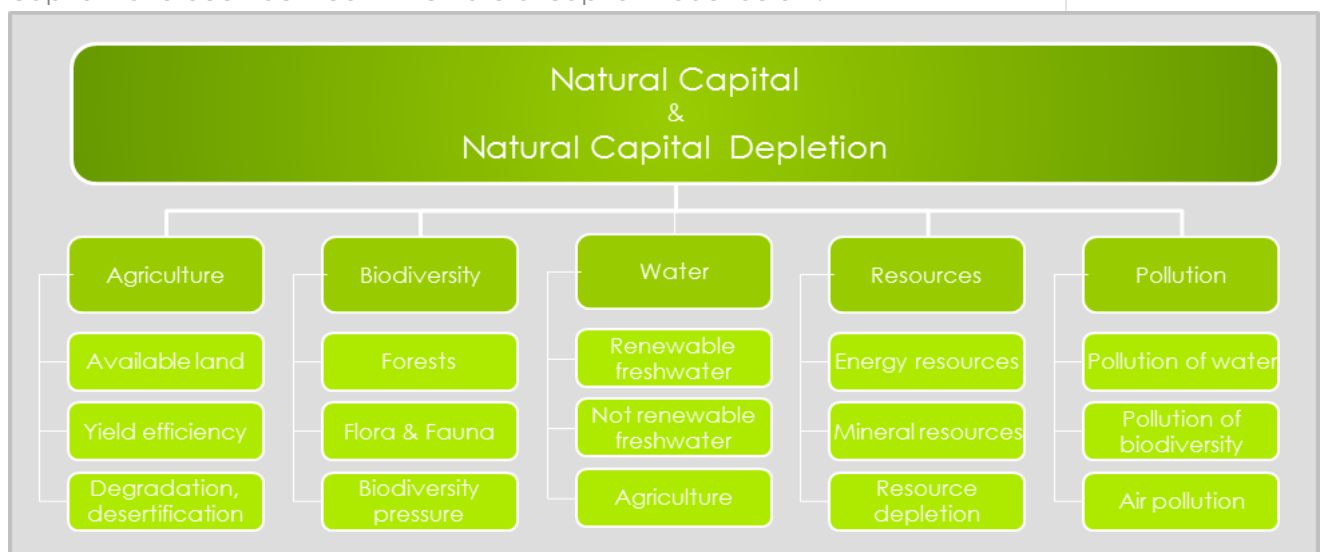 Natural Capital
&
Natural Capital Depletion
Agriculture
Biodiversity
Water
Resources
Pollution
Available land
Forests
Renewable
freshwater
Energy resources
Pollution of water
Yield efficiency
Flora & Fauna
Not renewable
freshwater
Mineral resources
Pollution of
biodiversity
Degradation,
desertification
Biodiversity
pressure
Agriculture
Resource
depletion
Air pollution